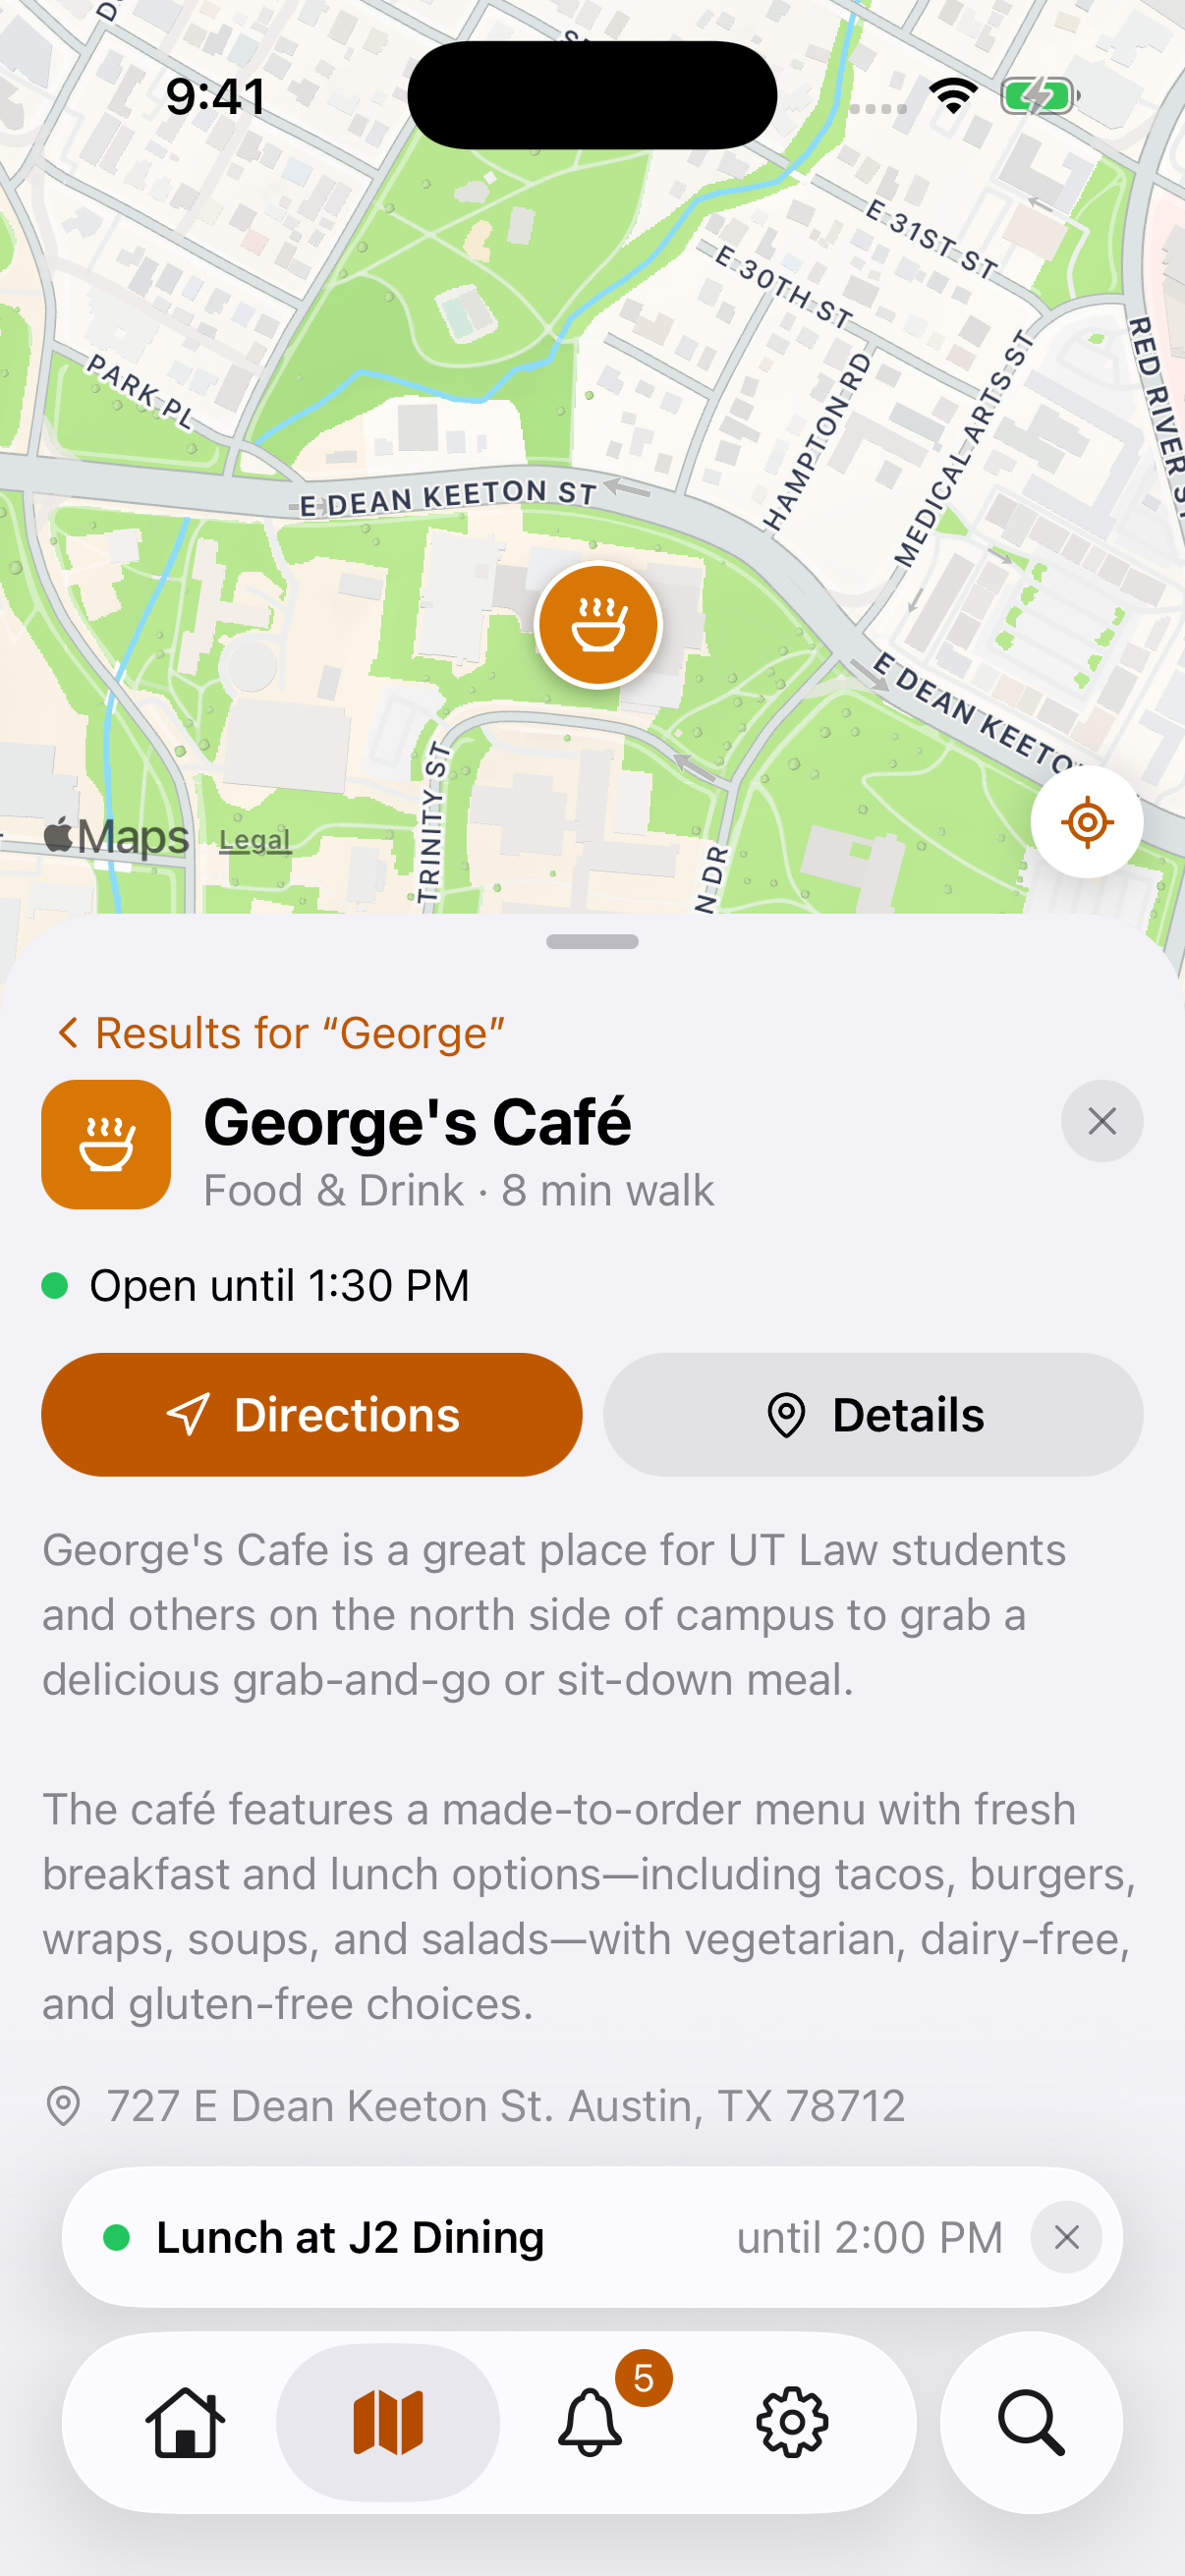 9:41
E 31ST ST
E 30TH ST
PARK PL
HAMPTON RD
MEDICAL ARTS ST
RED RIVER ST
E DEAN KEETON ST
E DEAN KEETO
TRINITY ST
N DR
Maps Legal
Results for “George”
George's Café
Food & Drink · 8 min walk
Open until 1:30 PM
Directions
Details
George's Cafe is a great place for UT Law students
and others on the north side of campus to grab a
delicious grab-and-go or sit-down meal.
The café features a made-to-order menu with fresh
breakfast and lunch options—including tacos, burgers,
wraps, soups, and salads—with vegetarian, dairy-free,
and gluten-free choices.
727 E Dean Keeton St. Austin, TX 78712
Lunch at J2 Dining until 2:00 PM
5